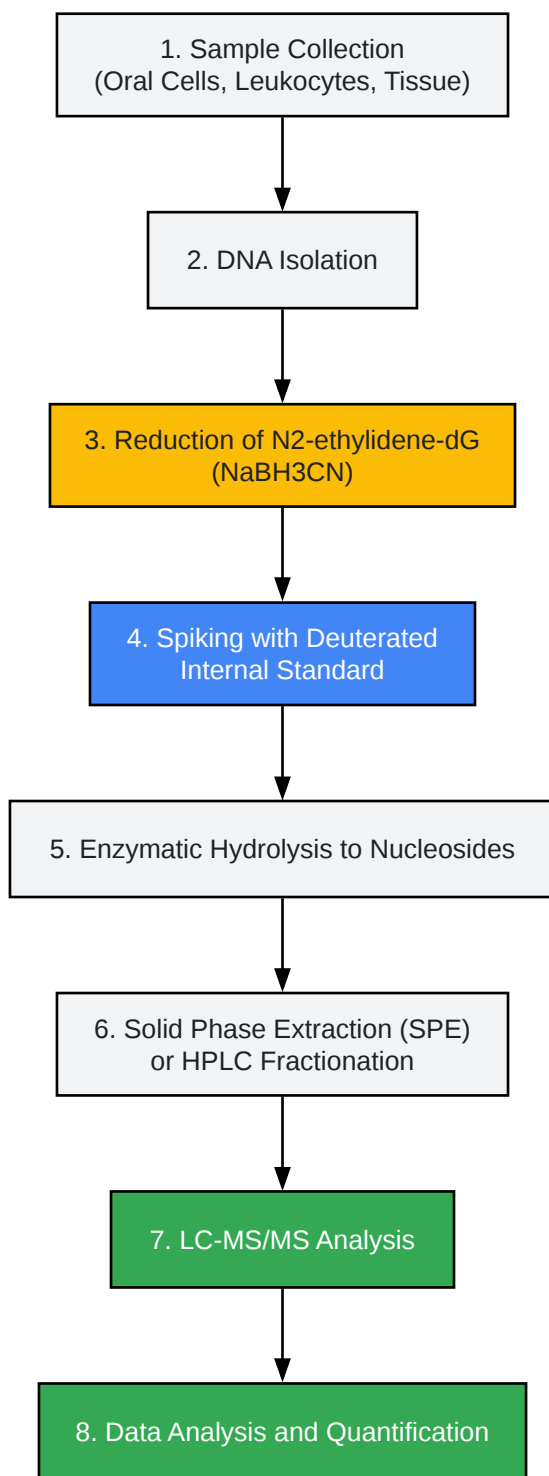 1. Sample Collection
(Oral Cells, Leukocytes, Tissue)
2. DNA Isolation
3. Reduction of N2-ethylidene-dG
(NaBH3CN)
4. Spiking with Deuterated
Internal Standard
5. Enzymatic Hydrolysis to Nucleosides
6. Solid Phase Extraction (SPE)
or HPLC Fractionation
7. LC-MS/MS Analysis
8. Data Analysis and Quantification